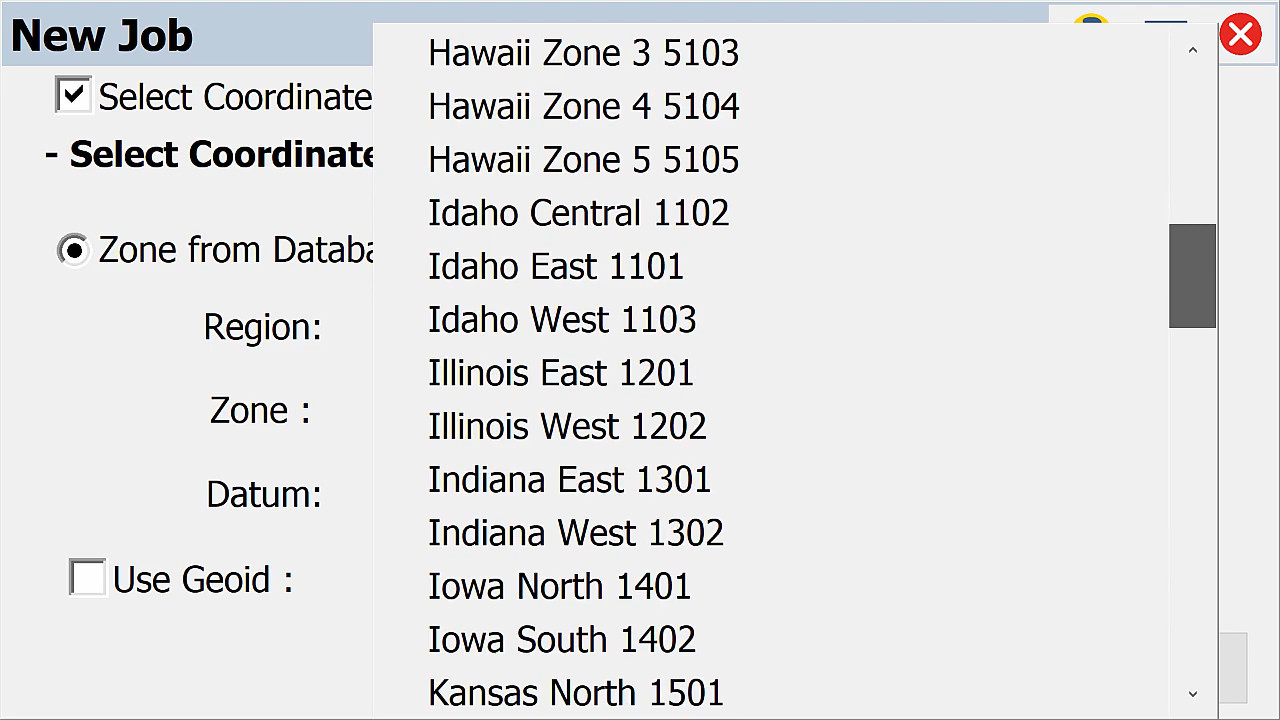 New Job
Select Coordinate
- Select Coordinate
Zone from Databa
Region:
Zone :
Datum:
Use Geoid :
Hawaii Zone 3 5103
Hawaii Zone 4 5104
Hawaii Zone 5 5105
Idaho Central 1102
Idaho East 1101
Idaho West 1103
Illinois East 1201
Illinois West 1202
Indiana East 1301
Indiana West 1302
Iowa North 1401
Iowa South 1402
Kansas North 1501